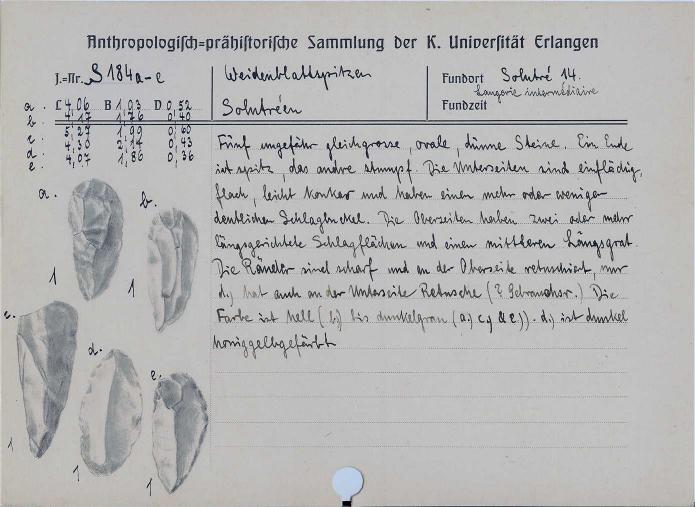 Anthropologisch=prähistorische Sammlung der K. Universität Erlangen
J.=Nr. S 184a-e
Weidenblattspitzen
Solutréen
Fundort Solutré 14.
Laugerie intermédiaire
Fundzeit
a. L 4,06 B 1,03 D 0,52
b. 4,17 1,76 0,40
c. 5,27 1,99 0,60
d. 4,30 2,14 0,43
e. 4,07 1,86 0,36
Fünf ungefähr gleichgrosse, ovale, dünne Steine. Ein Ende
ist spitz, das andre stumpf. Die Unterseiten sind einflächig,
flach, leicht konkav und haben einen mehr oder weniger
deutlichen Schlagbuckel. Die Oberseiten haben zwei oder mehr
längsgerichtete Schlagflächen und einen mittleren Längsgrat.
Die Ränder sind scharf und an der Oberseite retuschiert, nur
d.) hat auch an der Unterseite Retusche (? Gebrauchsr.) Die
Farbe ist hell (b.) bis dunkelgrau (a.) c.) & e.)). d.) ist dunkel
honiggelbgefärbt
a.
1
b.
1
c.
1
d.
1
e.
1